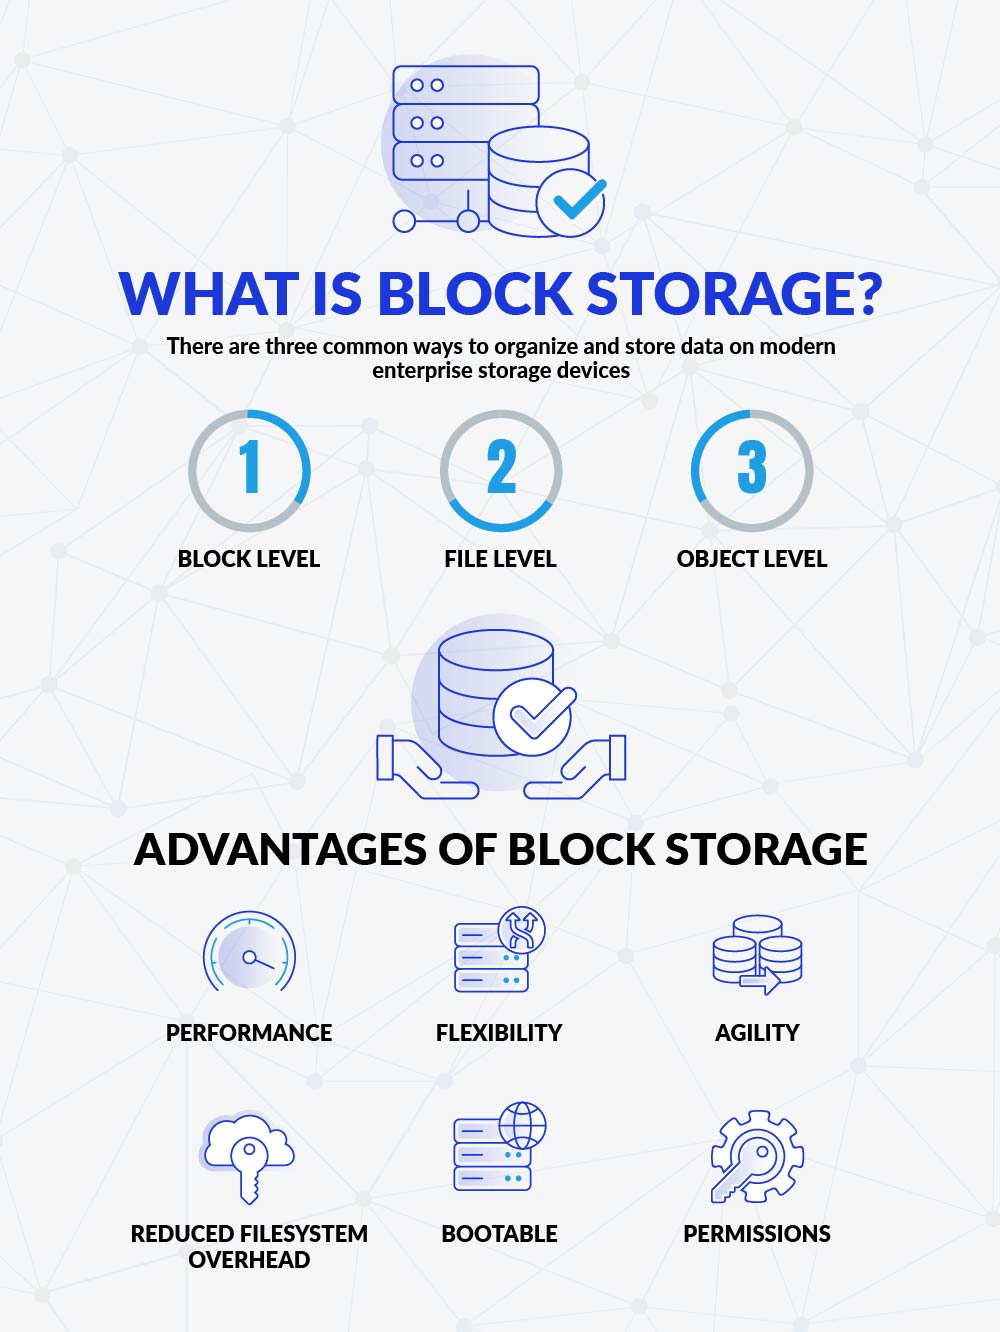 WHAT IS BLOCK STORAGE?
There are three common ways to organize and store data on modern
enterprise storage devices
1
2
3
BLOCK LEVEL
FILE LEVEL
OBJECT LEVEL
ADVANTAGES OF BLOCK STORAGE
PERFORMANCE
FLEXIBILITY
AGILITY
REDUCED FILESYSTEM
OVERHEAD
BOOTABLE
PERMISSIONS